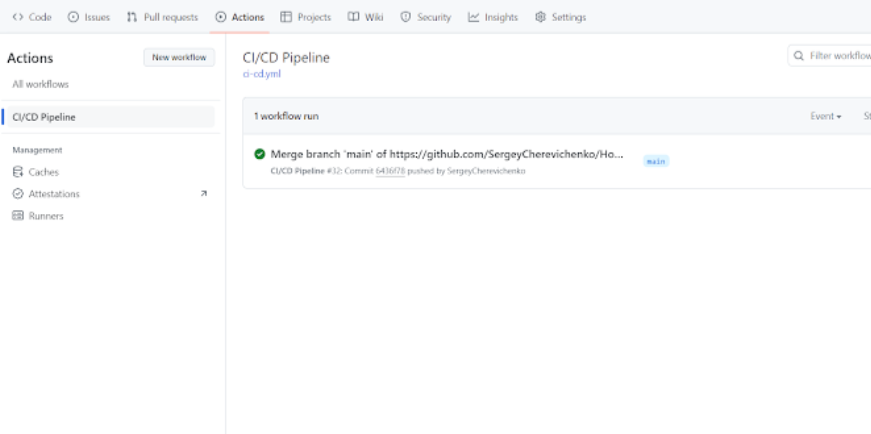 Code Issues Pull requests Actions Projects Wiki Security Insights Settings
Actions New workflow
All workflows
CI/CD Pipeline
Management
Caches
Attestations
Runners
CI/CD Pipeline
ci-cd.yml
Filter workflow
1 workflow run Event St
Merge branch 'main' of https://github.com/SergeyCherevichenko/Ho... main
CI/CD Pipeline #32: Commit 6436f78 pushed by SergeyCherevichenko